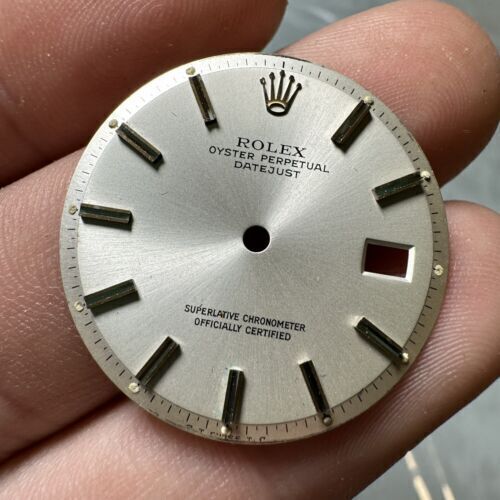 ROLEX
OYSTER PERPETUAL
DATEJUST
SUPERLATIVE CHRONOMETER
OFFICIALLY CERTIFIED